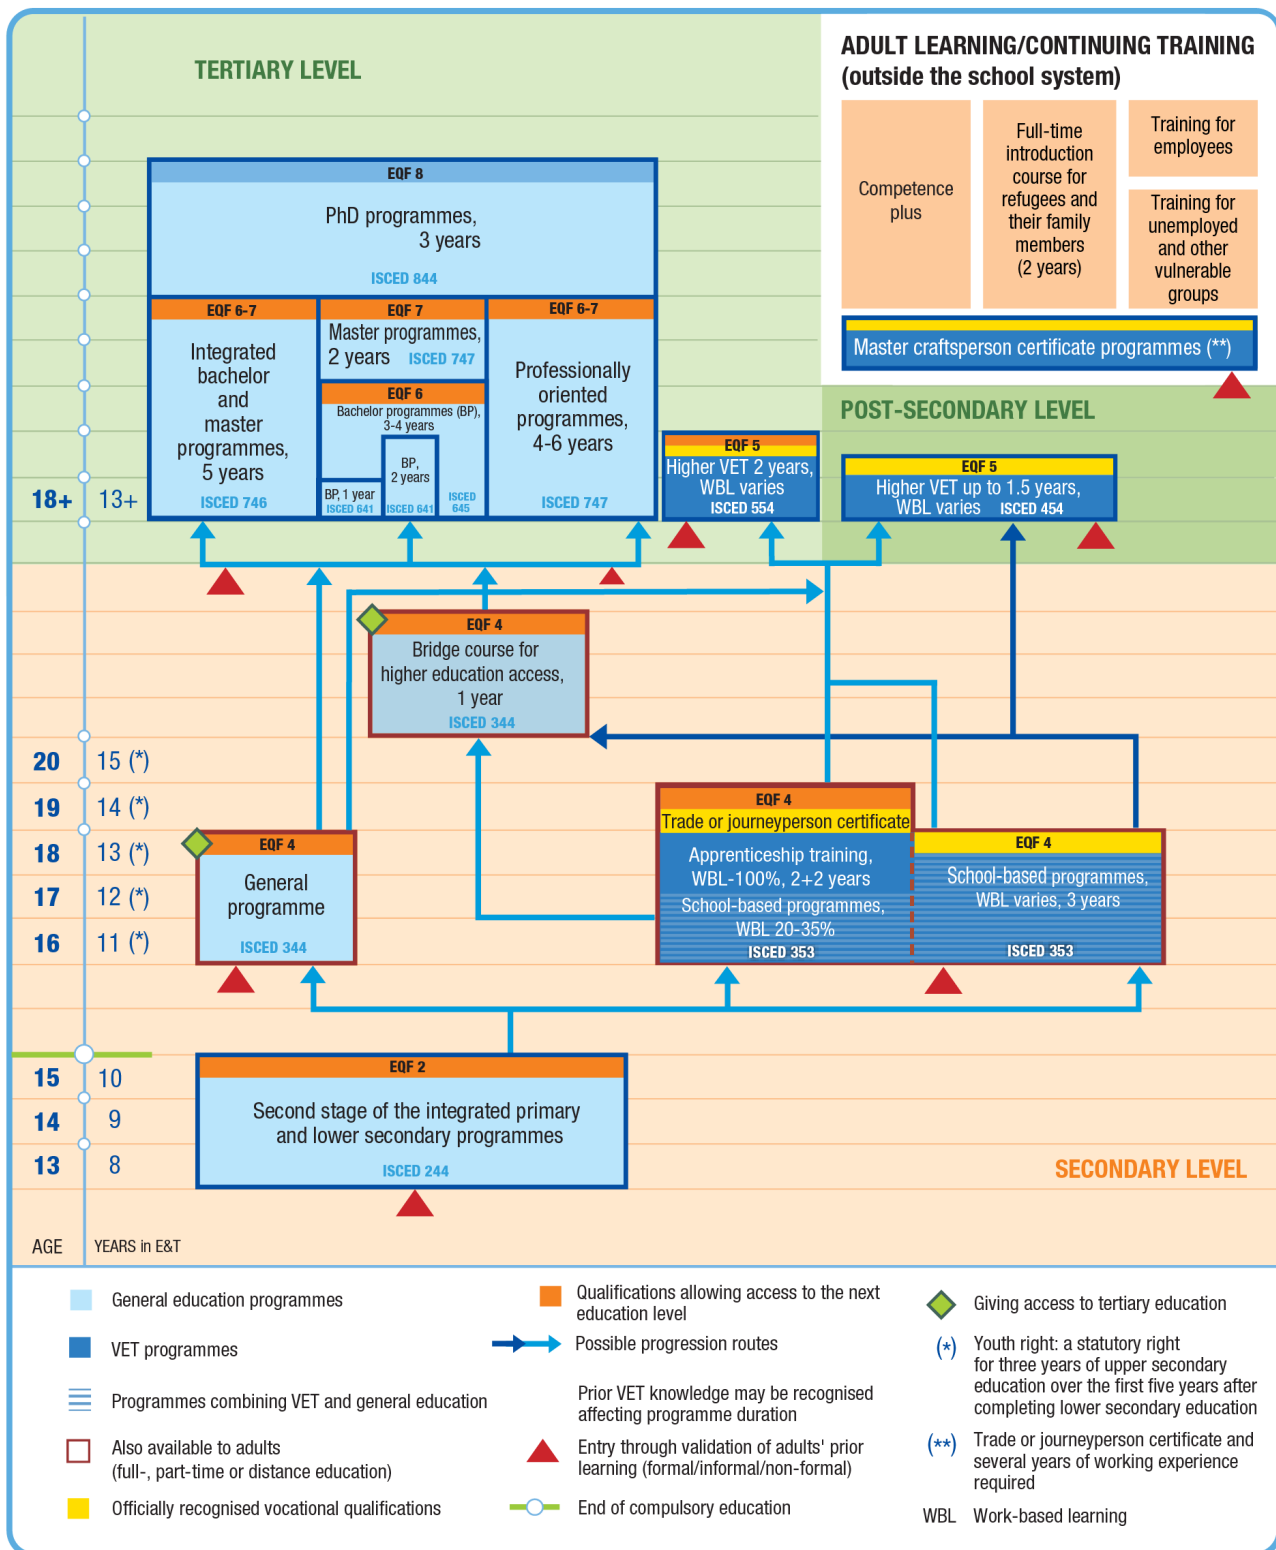 TERTIARY LEVEL
ADULT LEARNING/CONTINUING TRAINING
(outside the school system)
Competence
plus
Full-time
introduction
course for
refugees and
their family
members
(2 years)
Training for
employees
Training for
unemployed
and other
vulnerable
groups
Master craftsperson certificate programmes (**)
EQF 8
PhD programmes,
3 years
ISCED 844
EQF 6-7
Integrated
bachelor
and
master
programmes,
5 years
ISCED 746
EQF 7
Master programmes,
2 years ISCED 747
EQF 6
Bachelor programmes (BP),
3-4 years
BP,
2 years
ISCED 641
BP, 1 year
ISCED 641
ISCED
645
EQF 6-7
Professionally
oriented
programmes,
4-6 years
ISCED 747
POST-SECONDARY LEVEL
EQF 5
Higher VET 2 years,
WBL varies
ISCED 554
EQF 5
Higher VET up to 1.5 years,
WBL varies ISCED 454
18+ 13+
EQF 4
Bridge course for
higher education access,
1 year
ISCED 344
20 15 (*)
19 14 (*)
18 13 (*)
17 12 (*)
16 11 (*)
EQF 4
General
programme
ISCED 344
EQF 4
Trade or journeyperson certificate
Apprenticeship training,
WBL-100%, 2+2 years
School-based programmes,
WBL 20-35%
ISCED 353
EQF 4
School-based programmes,
WBL varies, 3 years
ISCED 353
15 10
14 9
13 8
EQF 2
Second stage of the integrated primary
and lower secondary programmes
ISCED 244
SECONDARY LEVEL
AGE YEARS in E&T
General education programmes
VET programmes
Programmes combining VET and general education
Also available to adults
(full-, part-time or distance education)
Officially recognised vocational qualifications
Qualifications allowing access to the next
education level
Possible progression routes
Prior VET knowledge may be recognised
affecting programme duration
Entry through validation of adults' prior
learning (formal/informal/non-formal)
End of compulsory education
Giving access to tertiary education
(*) Youth right: a statutory right
for three years of upper secondary
education over the first five years after
completing lower secondary education
(**) Trade or journeyperson certificate and
several years of working experience
required
WBL Work-based learning